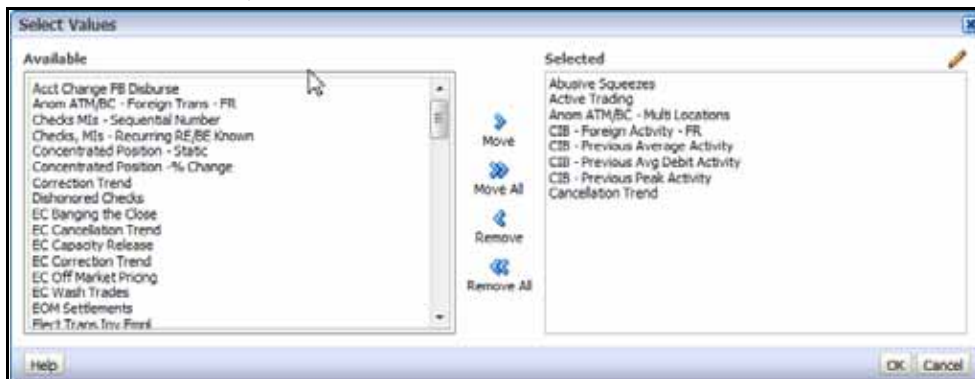 Select Values
Available
Acct Change FB Disburse
Anom ATM/BC - Foreign Trans - FR
Checks MIs - Sequential Number
Checks, MIs - Recurring RE/BE Known
Concentrated Position - Static
Concentrated Position -% Change
Correction Trend
Dishonored Checks
EC Banging the Close
EC Cancellation Trend
EC Capacity Release
EC Correction Trend
EC Off Market Pricing
EC Wash Trades
EOM Settlements
Elect Trans Inv Empl
Move
Move All
Remove
Remove All
Selected
Abusive Squeezes
Active Trading
Anom ATM/BC - Multi Locations
CIB - Foreign Activity - FR
CIB - Previous Average Activity
CIB - Previous Avg Debit Activity
CIB - Previous Peak Activity
Cancellation Trend
Help
OK
Cancel